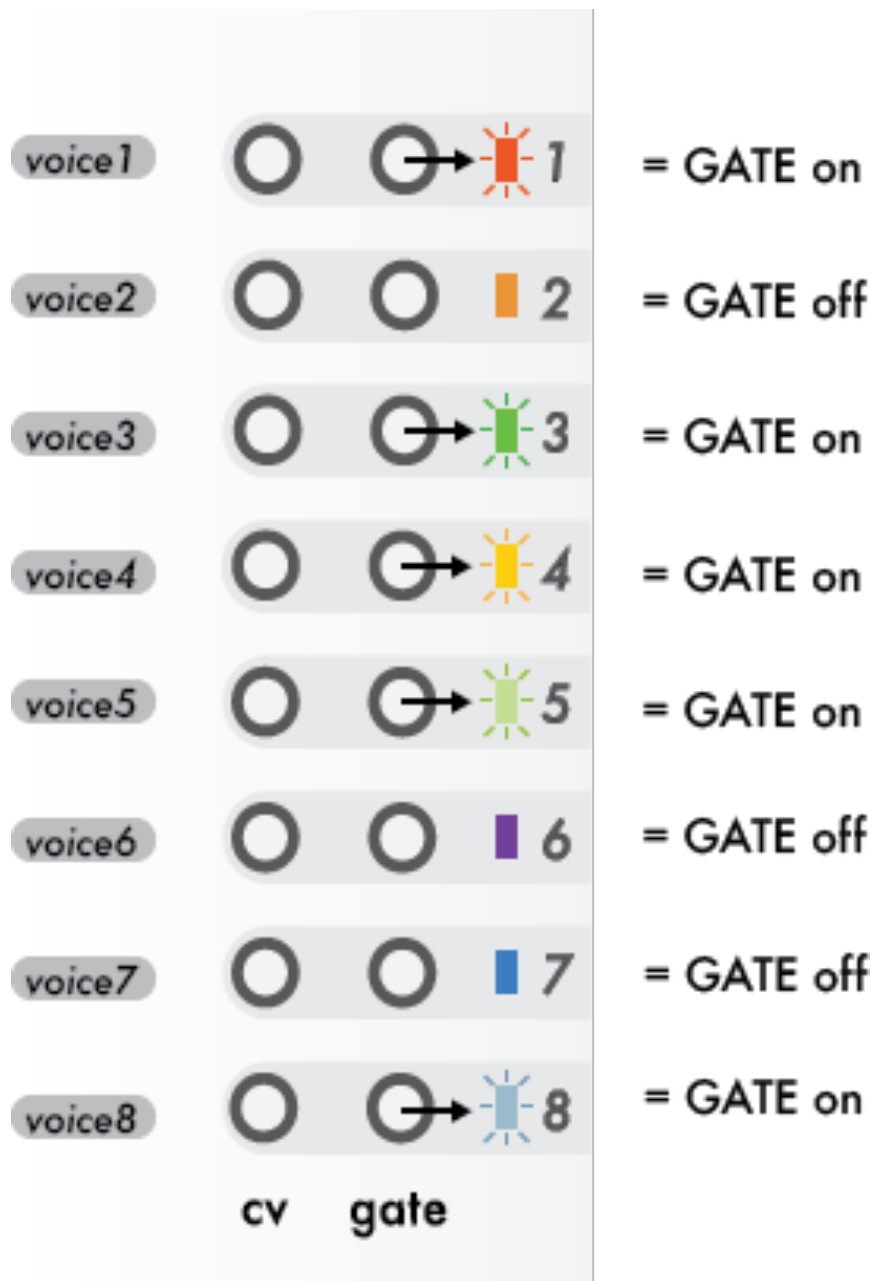 voice1 1 = GATE on
voice2 2 = GATE off
voice3 3 = GATE on
voice4 4 = GATE on
voice5 5 = GATE on
voice6 6 = GATE off
voice7 7 = GATE off
voice8 8 = GATE on
cv gate